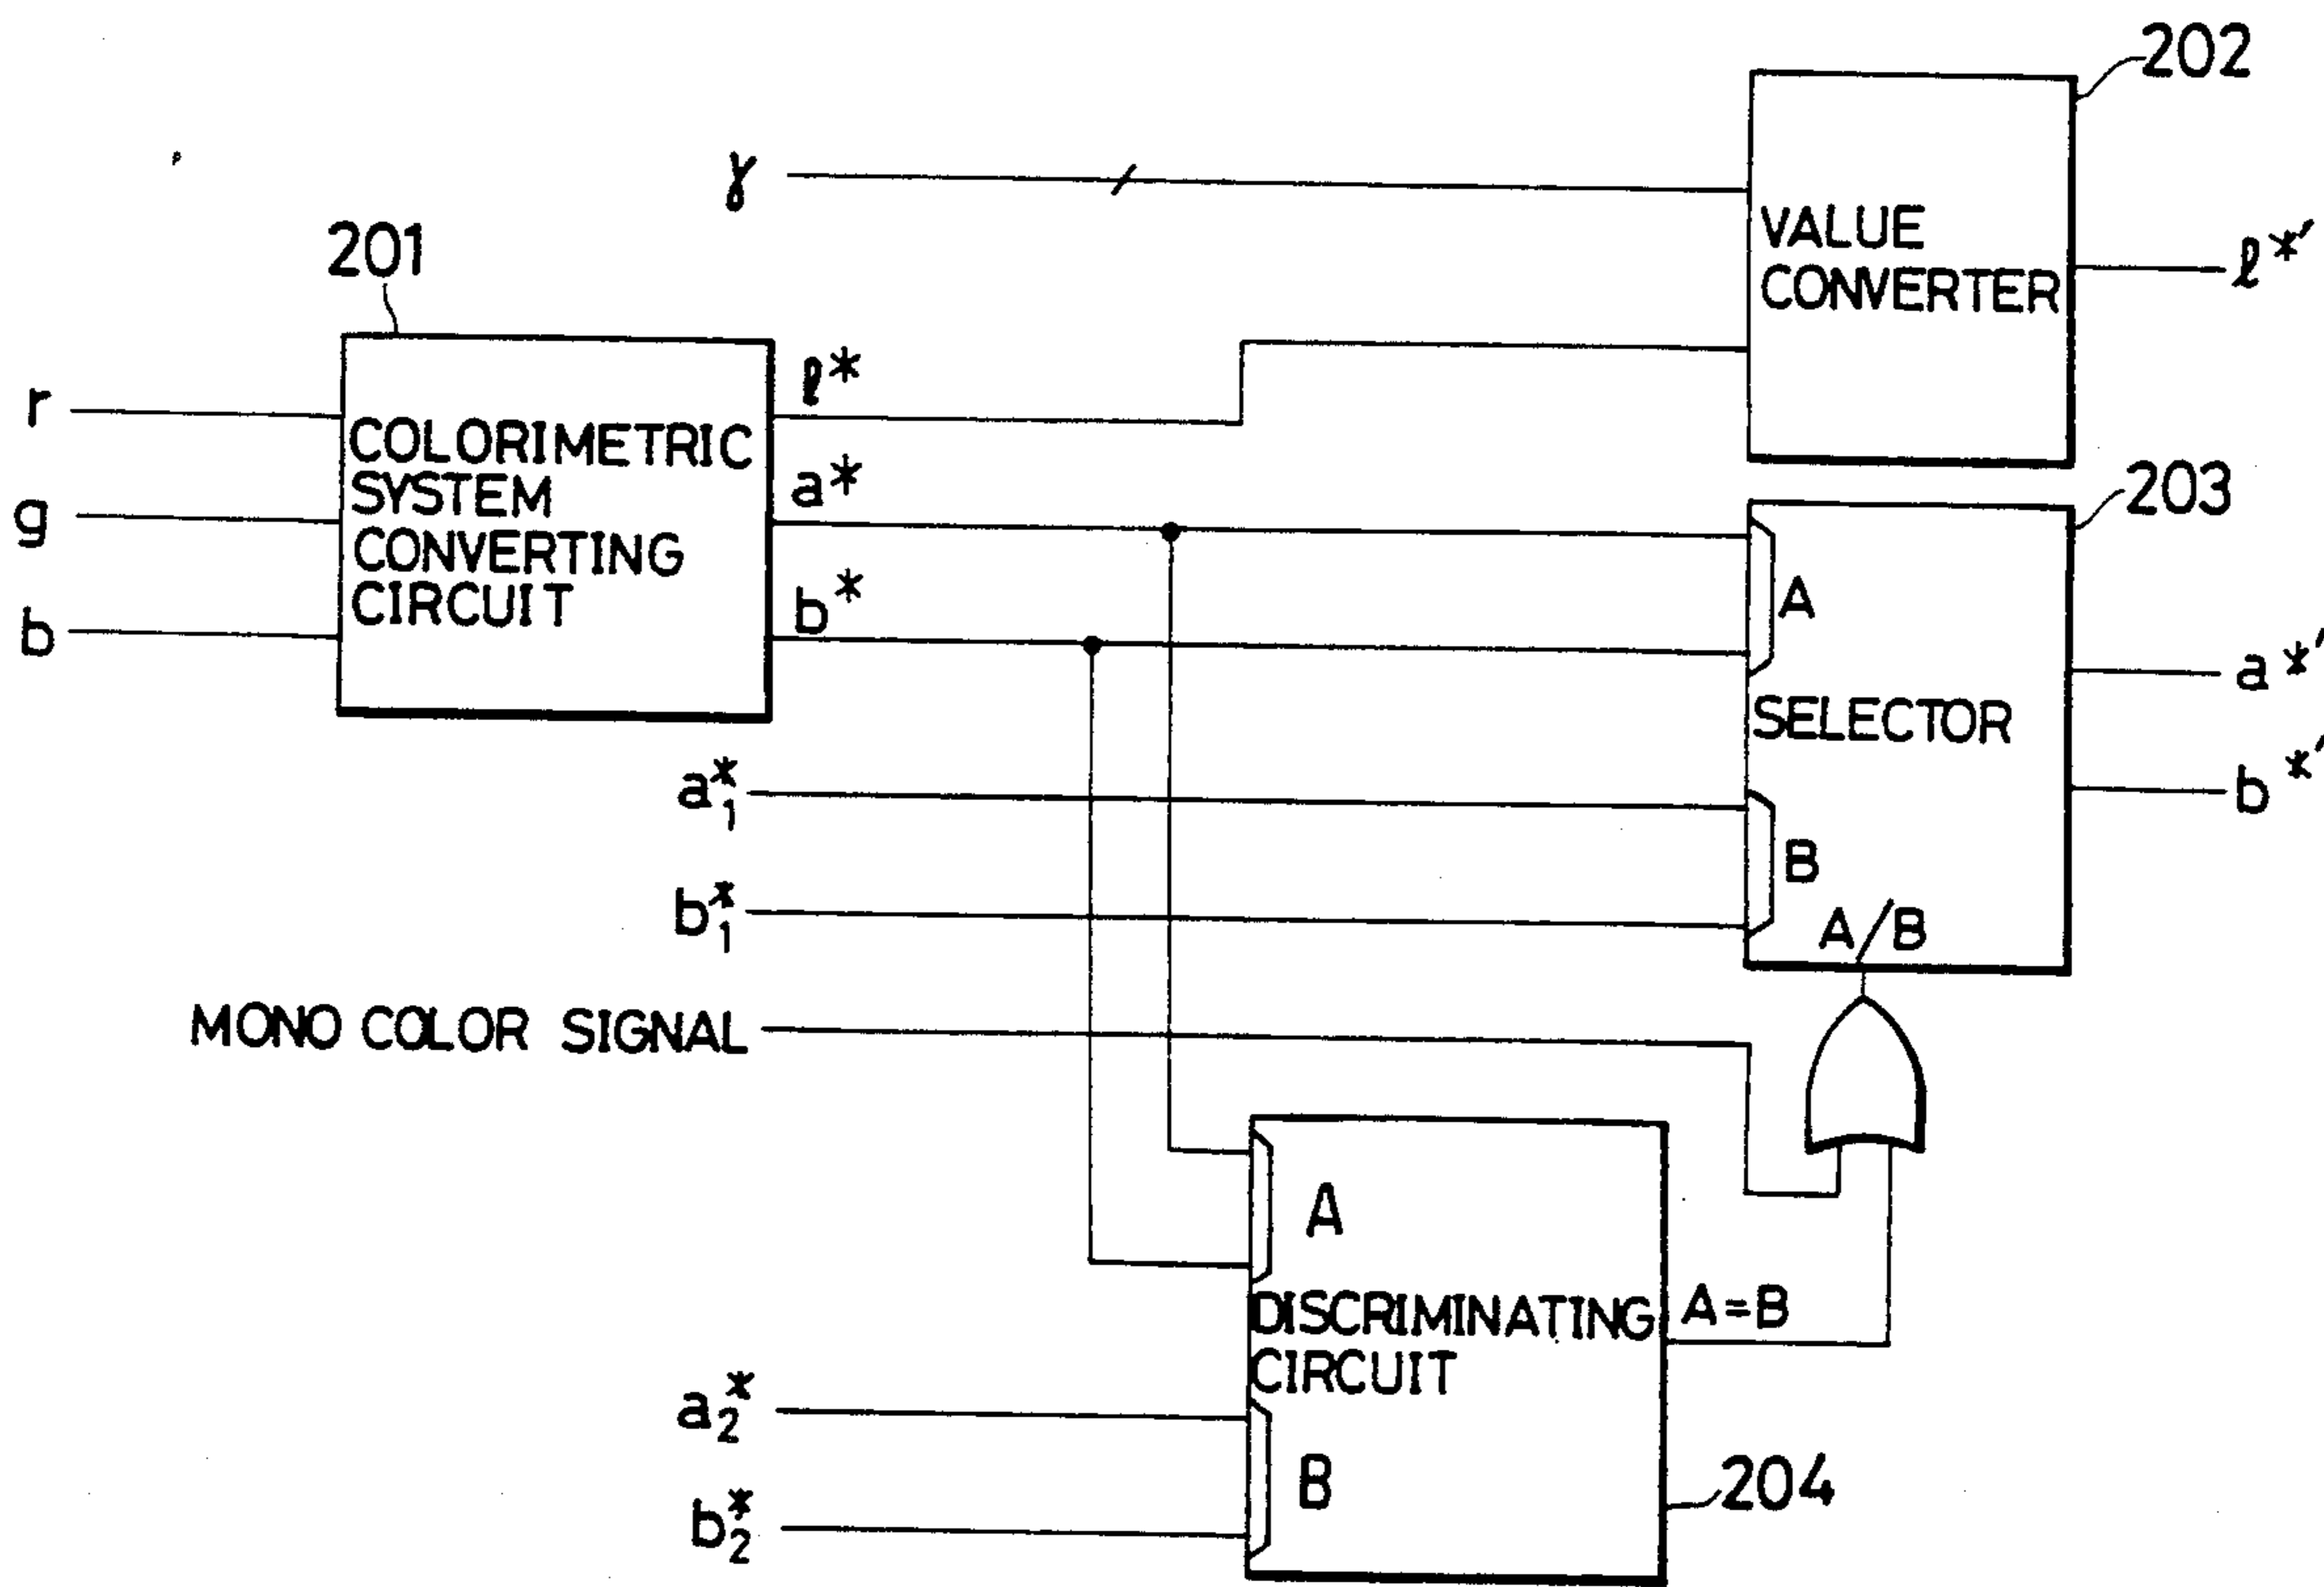 202
γ
VALUE
CONVERTER
ℓ*′
201
r
g
b
COLORIMETRIC
SYSTEM
CONVERTING
CIRCUIT
ℓ*
a*
b*
203
A
SELECTOR
B
A/B
a*′
b*′
a₁*
b₁*
MONO COLOR SIGNAL
A
DISCRIMINATING
CIRCUIT
B
A=B
a₂*
b₂*
204